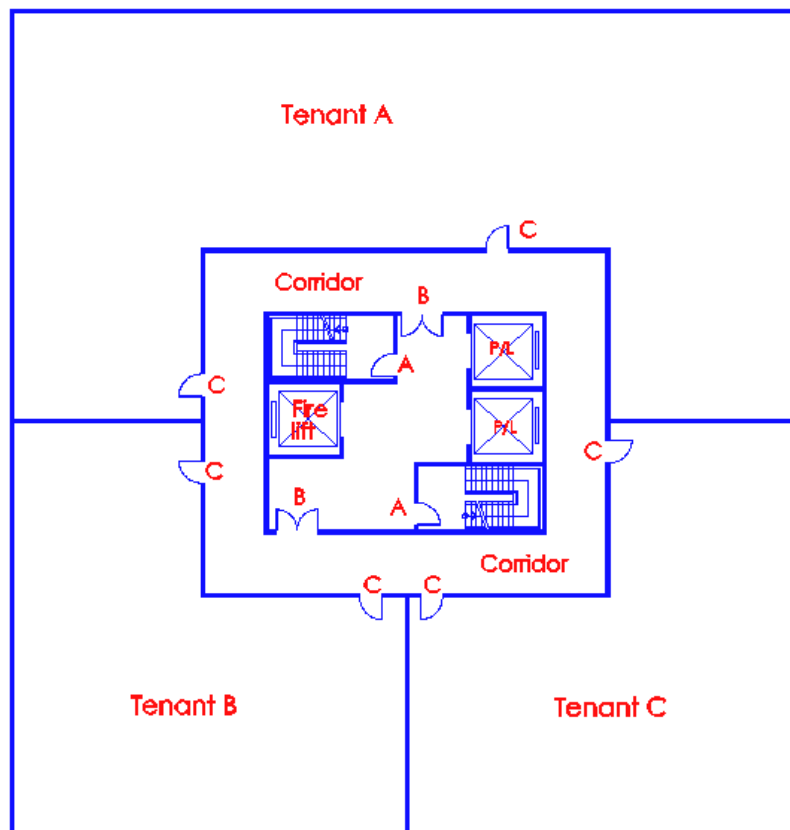 Tenant A
C
Corridor
B
P/L
A
C
Fire
lift
P/L
C
C
B
A
Corridor
C
C
Tenant B
Tenant C